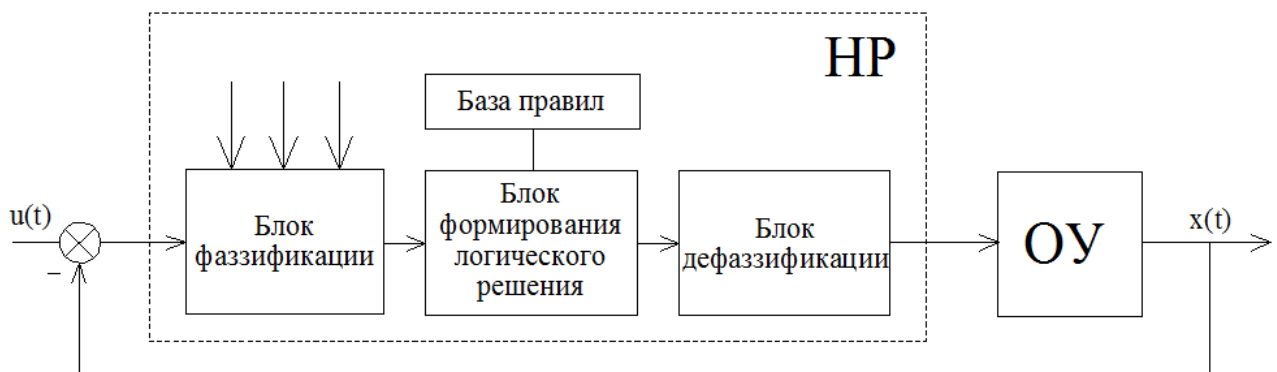 НР
База правил
u(t)
−
Блок
фаззификации
Блок
формирования
логического
решения
Блок
дефаззификации
ОУ
x(t)